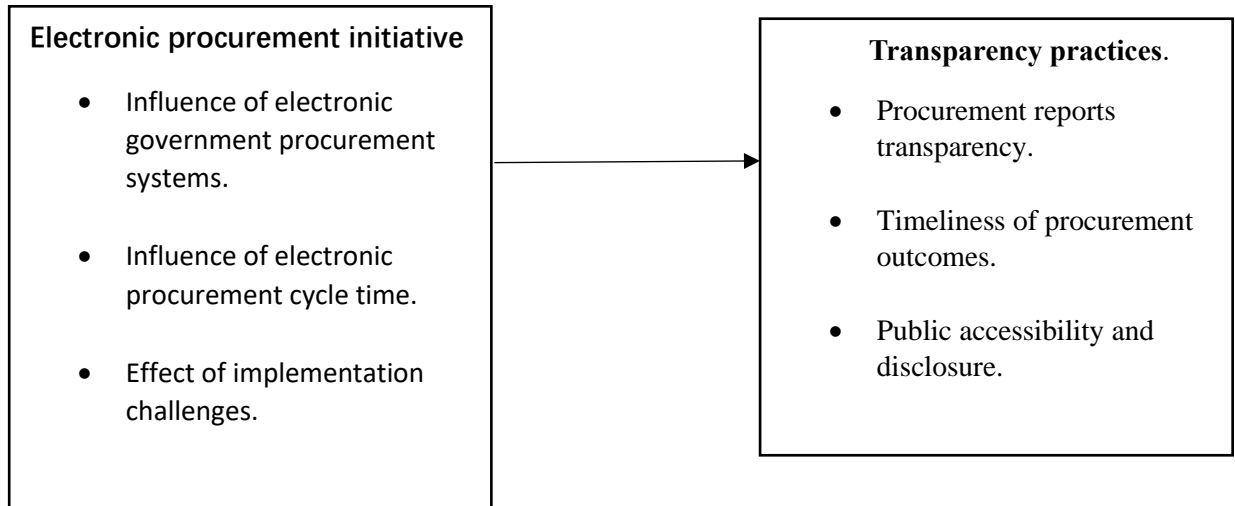 Electronic procurement initiative
• Influence of electronic
government procurement
systems.
• Influence of electronic
procurement cycle time.
• Effect of implementation
challenges.
Transparency practices.
• Procurement reports
transparency.
• Timeliness of procurement
outcomes.
• Public accessibility and
disclosure.